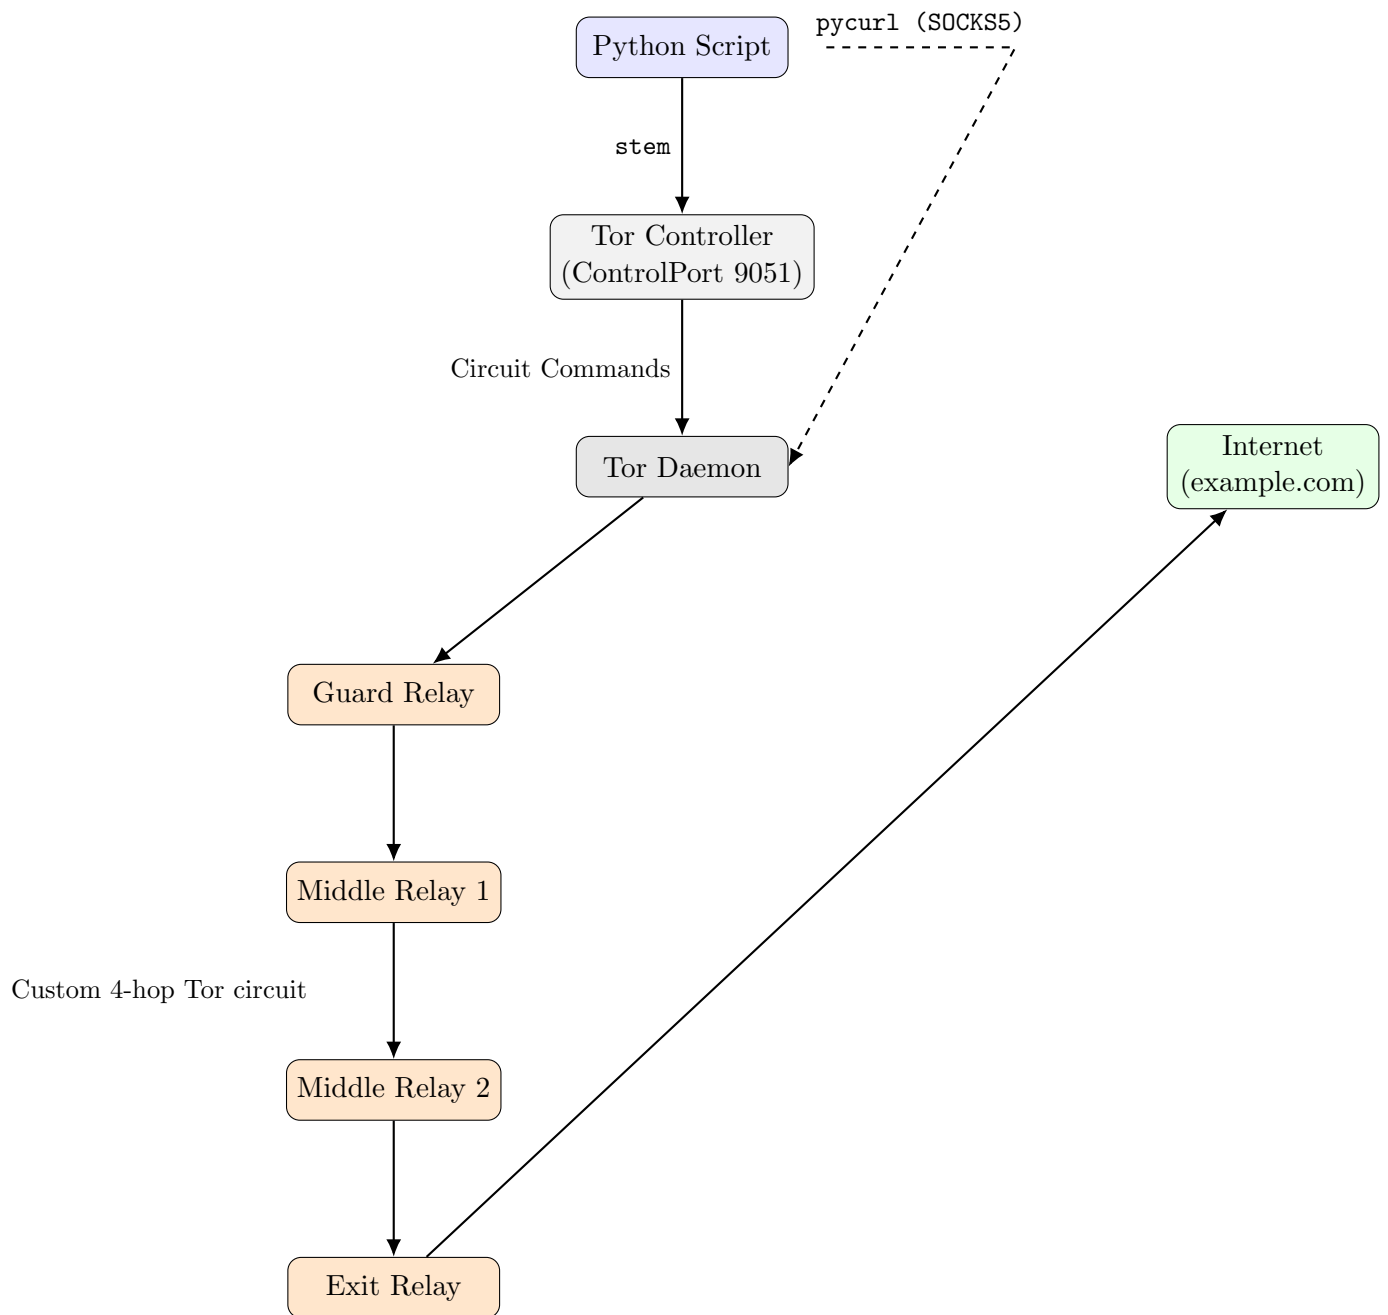 Python Script
pycurl (SOCKS5)
stem
Tor Controller
(ControlPort 9051)
Circuit Commands
Tor Daemon
Internet
(example.com)
Guard Relay
Middle Relay 1
Custom 4-hop Tor circuit
Middle Relay 2
Exit Relay